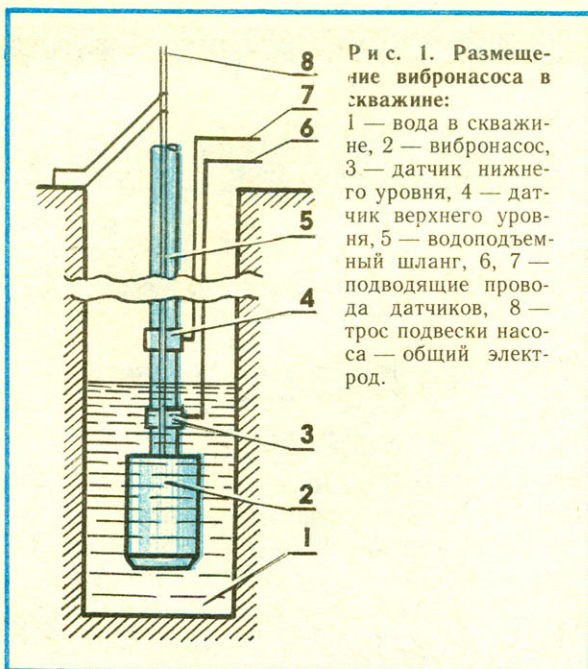 8
7
6
5
4
3
2
1
Рис. 1. Размеще-
ние вибронасоса в
скважине:
1 — вода в скважи-
не, 2 — вибронасос,
3 — датчик нижне-
го уровня, 4 — дат-
чик верхнего уров-
ня, 5 — водоподъем-
ный шланг, 6, 7 —
подводящие прово-
да датчиков, 8 —
трос подвески насо-
са — общий элект-
род.